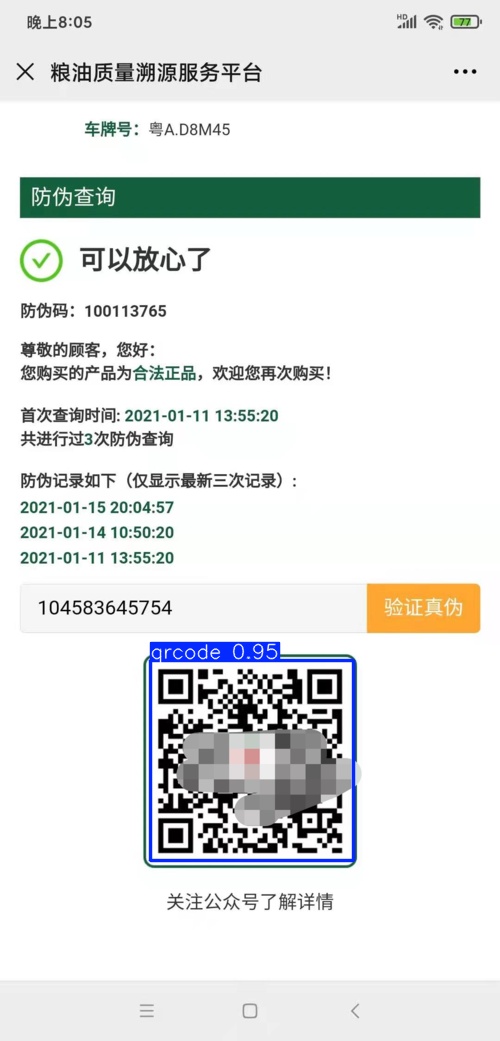 晚上8:05
HD
77
粮油质量溯源服务平台
车牌号：粤A.D8M45
防伪查询
可以放心了
防伪码：100113765
尊敬的顾客，您好：
您购买的产品为合法正品，欢迎您再次购买！
首次查询时间: 2021-01-11 13:55:20
共进行过3次防伪查询
防伪记录如下（仅显示最新三次记录）:
2021-01-15 20:04:57
2021-01-14 10:50:20
2021-01-11 13:55:20
104583645754
验证真伪
qrcode 0.95
关注公众号了解详情